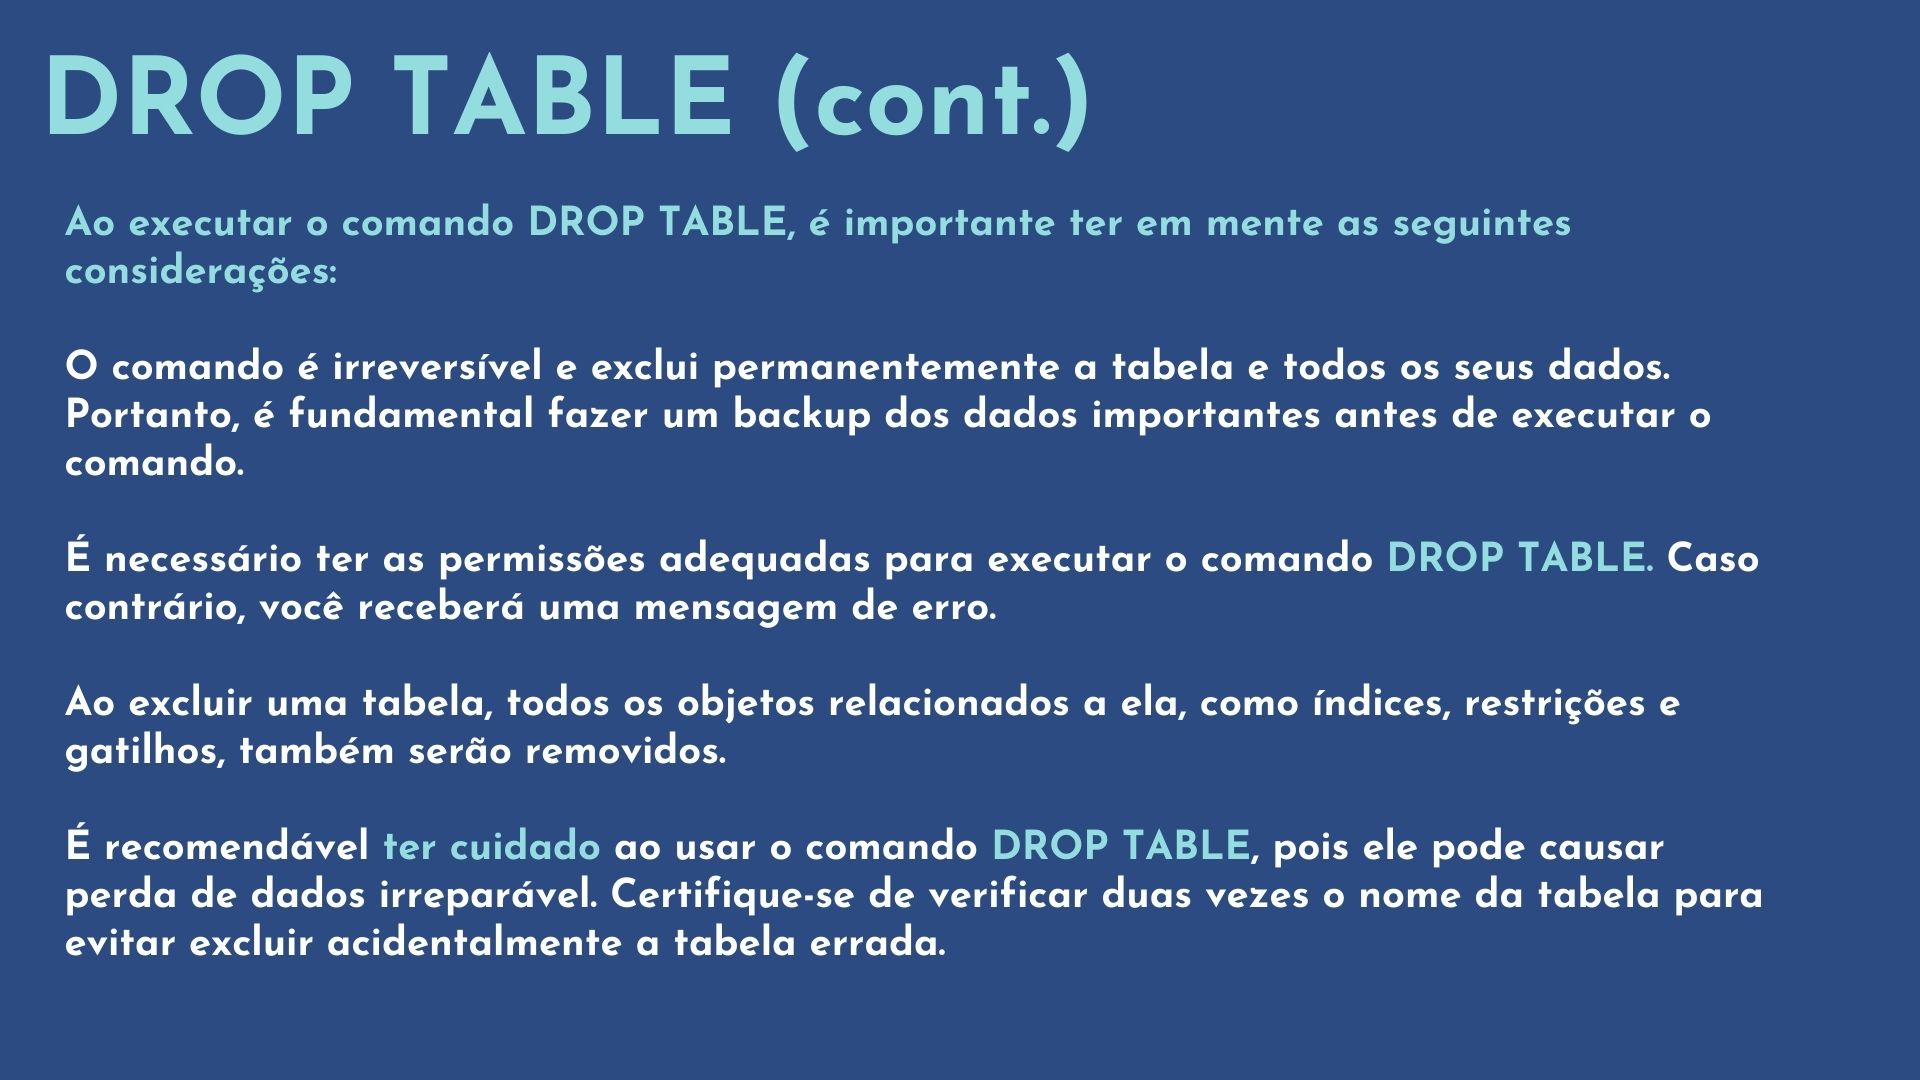 DROP TABLE (cont.)
Ao executar o comando DROP TABLE, é importante ter em mente as seguintes
considerações:
O comando é irreversível e exclui permanentemente a tabela e todos os seus dados.
Portanto, é fundamental fazer um backup dos dados importantes antes de executar o
comando.
É necessário ter as permissões adequadas para executar o comando DROP TABLE. Caso
contrário, você receberá uma mensagem de erro.
Ao excluir uma tabela, todos os objetos relacionados a ela, como índices, restrições e
gatilhos, também serão removidos.
É recomendável ter cuidado ao usar o comando DROP TABLE, pois ele pode causar
perda de dados irreparável. Certifique-se de verificar duas vezes o nome da tabela para
evitar excluir acidentalmente a tabela errada.